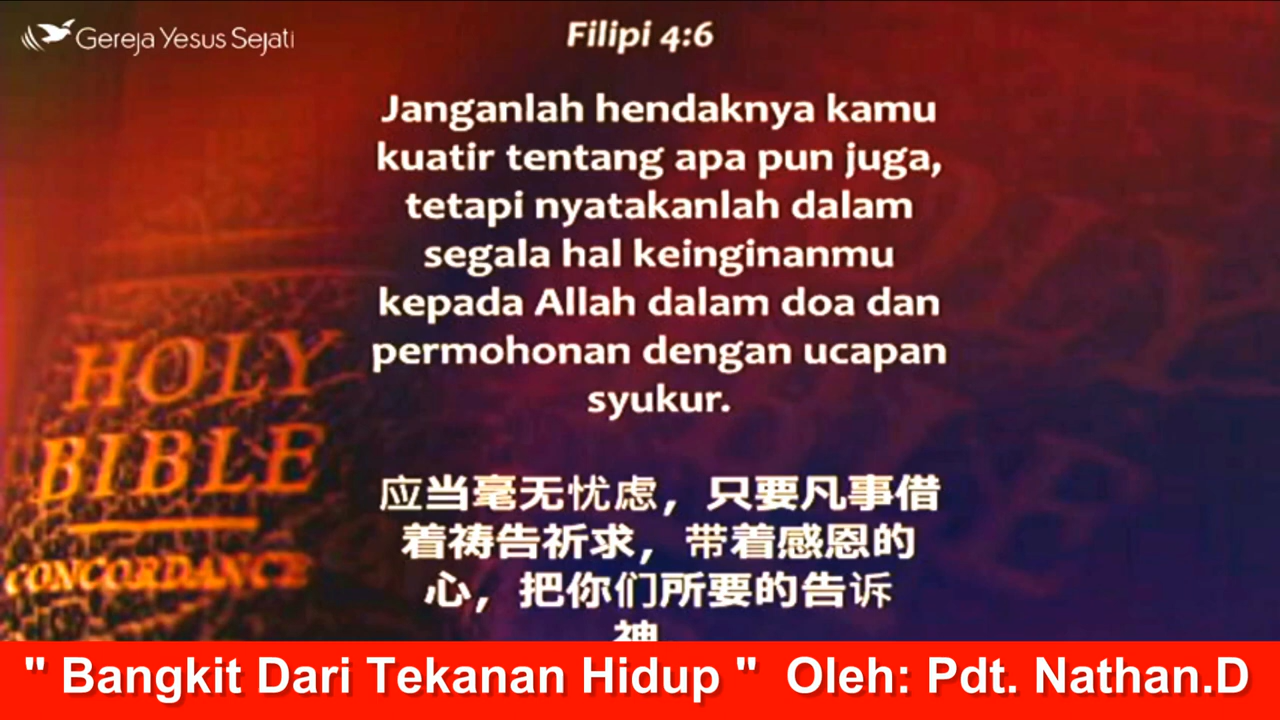 Gereja Yesus Sejati
Filipi 4:6
Janganlah hendaknya kamu
kuatir tentang apa pun juga,
tetapi nyatakanlah dalam
segala hal keinginanmu
kepada Allah dalam doa dan
permohonan dengan ucapan
syukur.
应当毫无忧虑，只要凡事借
着祷告祈求，带着感恩的
心，把你们所要的告诉
神
HOLY
BIBLE
CONCORDANCE
" Bangkit Dari Tekanan Hidup " Oleh: Pdt. Nathan.D